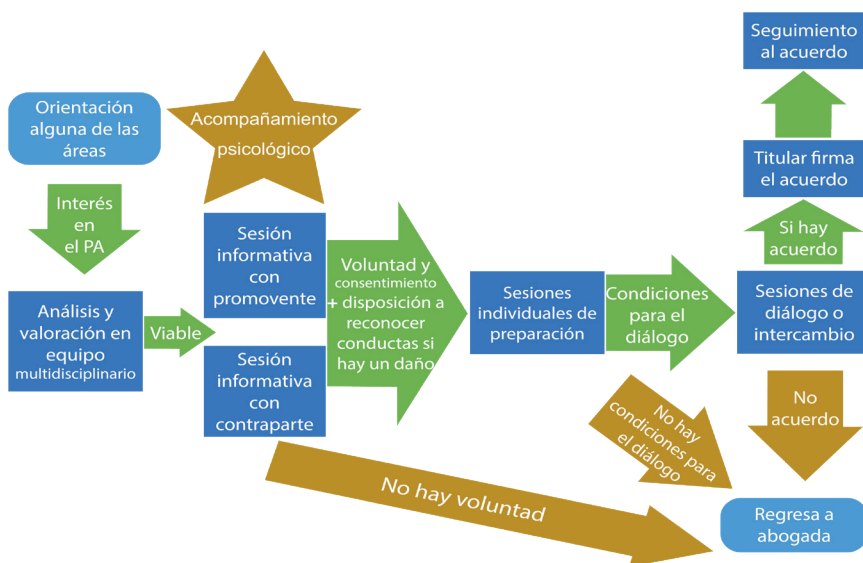 Orientación
alguna de las
áreas
Interés
en
el PA
Análisis y
valoración en
equipo
multidisciplinario
Viable
Acompañamiento
psicológico
Sesión
informativa
con
promovente
Sesión
informativa
con
contraparte
Voluntad y
consentimiento
+ disposición a
reconocer
conductas si
hay un daño
No hay voluntad
Sesiones
individuales de
preparación
Condiciones
para el
diálogo
No hay
condiciones para
el diálogo
Seguimiento
al acuerdo
Titular firma
el acuerdo
Si hay
acuerdo
Sesiones de
diálogo o
intercambio
No
acuerdo
Regresa a
abogada